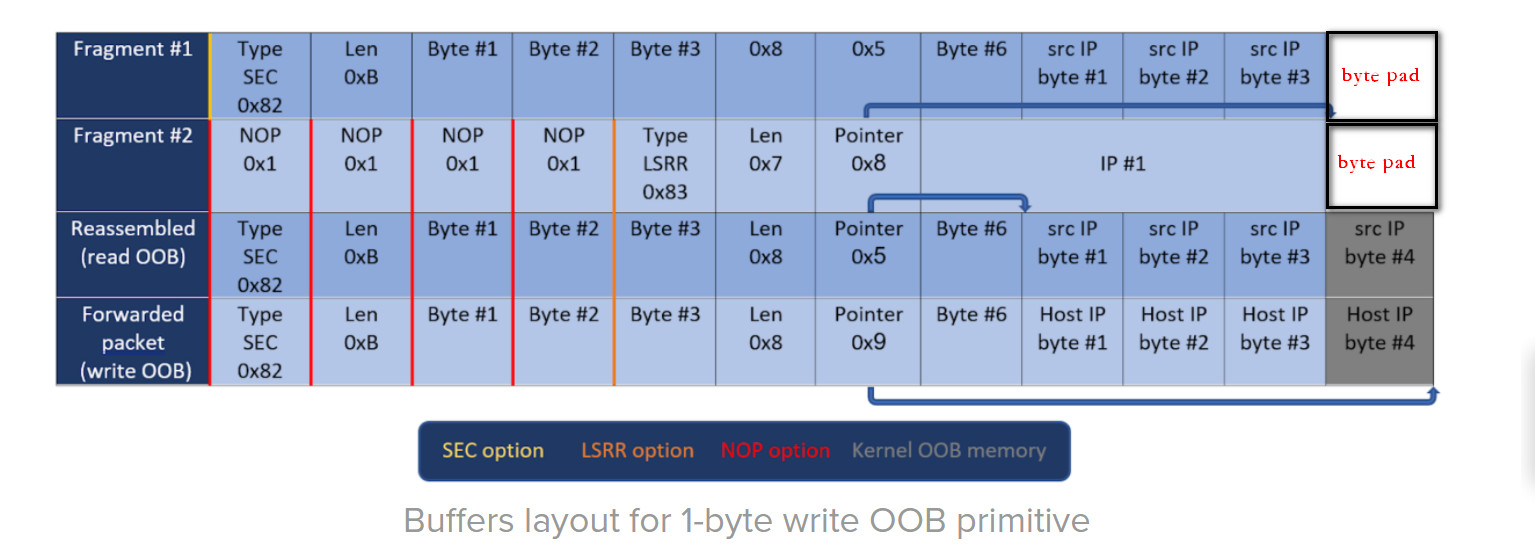 Fragment #1
Type SEC 0x82
Len 0xB
Byte #1
Byte #2
Byte #3
0x8
0x5
Byte #6
src IP byte #1
src IP byte #2
src IP byte #3
byte pad
Fragment #2
NOP 0x1
NOP 0x1
NOP 0x1
NOP 0x1
Type LSRR 0x83
Len 0x7
Pointer 0x8
IP #1
byte pad
Reassembled (read OOB)
Type SEC 0x82
Len 0xB
Byte #1
Byte #2
Byte #3
Len 0x8
Pointer 0x5
Byte #6
src IP byte #1
src IP byte #2
src IP byte #3
src IP byte #4
Forwarded packet (write OOB)
Type SEC 0x82
Len 0xB
Byte #1
Byte #2
Byte #3
Len 0x8
Pointer 0x9
Byte #6
Host IP byte #1
Host IP byte #2
Host IP byte #3
Host IP byte #4
SEC option
LSRR option
NOP option
Kernel OOB memory
Buffers layout for 1-byte write OOB primitive